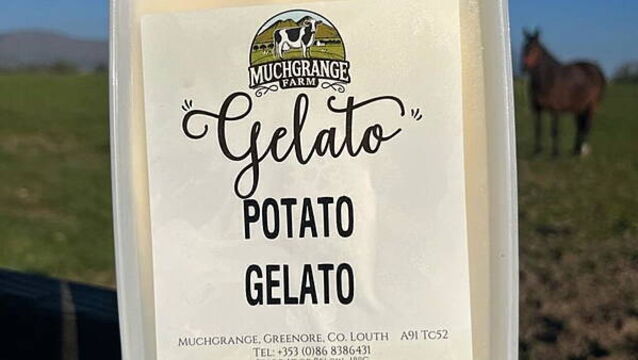 MUCHGRANGE
FARM
"Gelato"
POTATO
GELATO
MUCHGRANGE, GREENORE, CO. LOUTH A91 TC52
TEL: +353 (0)86 8386431